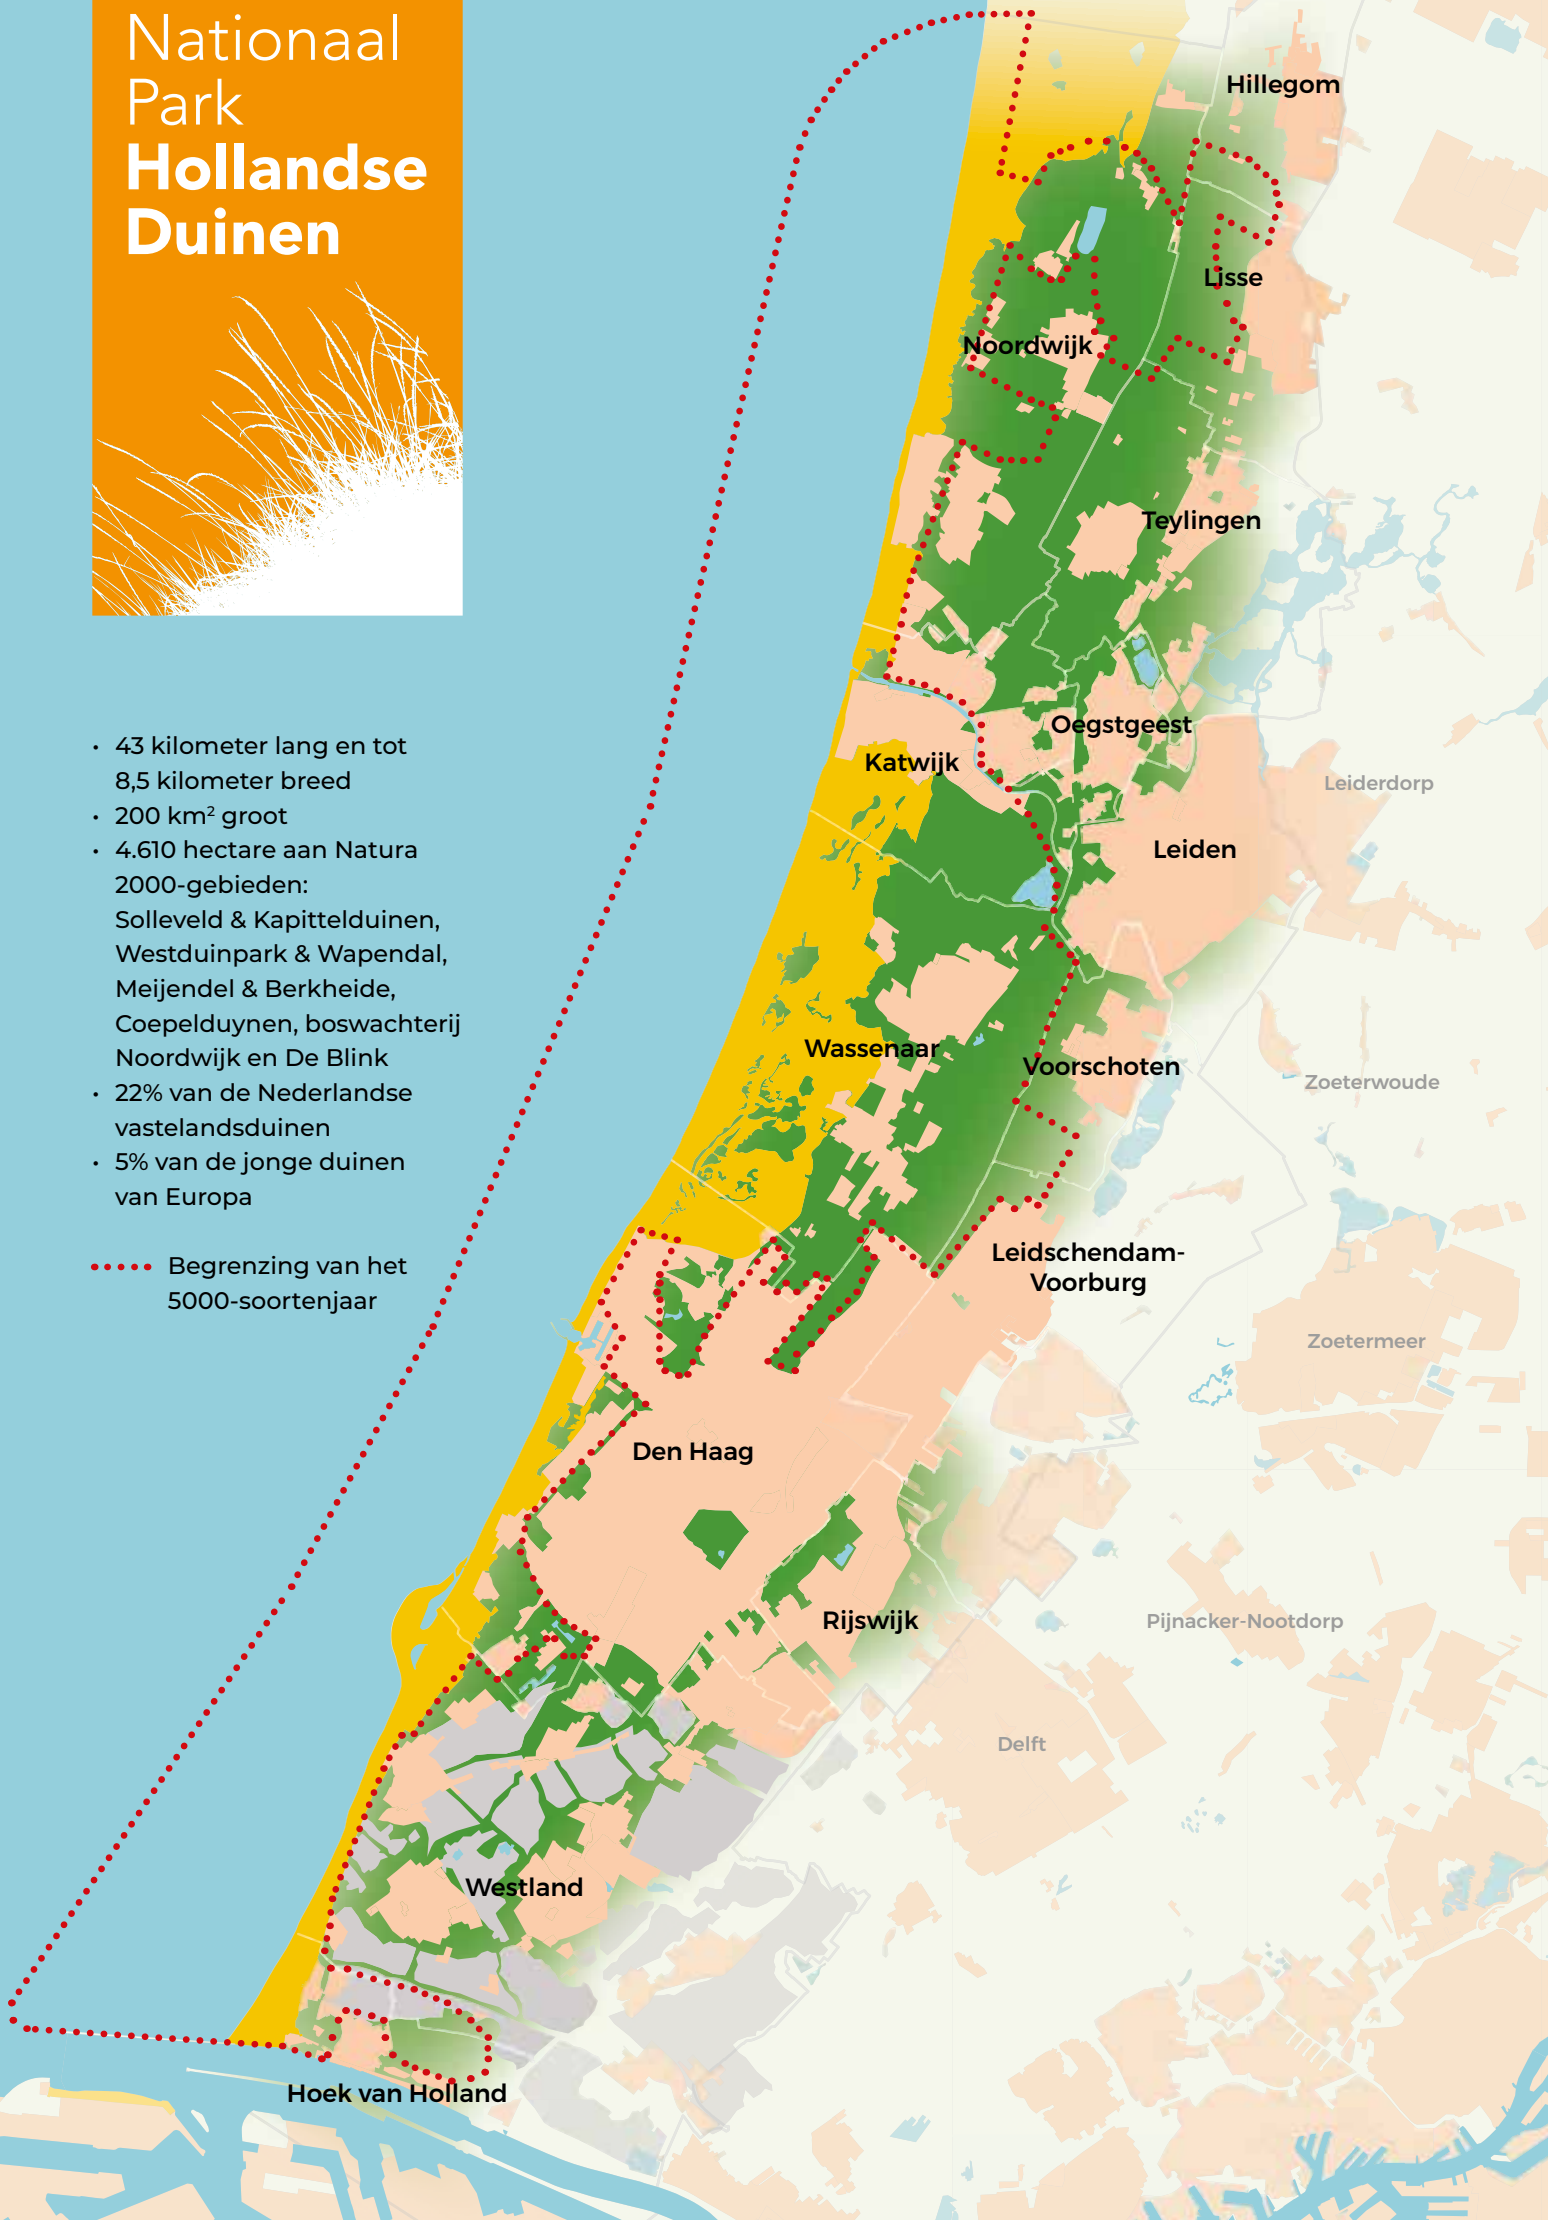 Nationaal
Park
Hollandse
Duinen
• 43 kilometer lang en tot
8,5 kilometer breed
• 200 km² groot
• 4.610 hectare aan Natura
2000-gebieden:
Solleveld & Kapittelduinen,
Westduinpark & Wapendal,
Meijendel & Berkheide,
Coepelduynen, boswachterij
Noordwijk en De Blink
• 22% van de Nederlandse
vastelandsduinen
• 5% van de jonge duinen
van Europa
Begrenzing van het
5000-soortenjaar
Hillegom
Lisse
Noordwijk
Teylingen
Oegstgeest
Katwijk
Leiderdorp
Leiden
Wassenaar
Voorschoten
Zoeterwoude
Leidschendam-
Voorburg
Zoetermeer
Den Haag
Rijswijk
Pijnacker-Nootdorp
Delft
Westland
Hoek van Holland